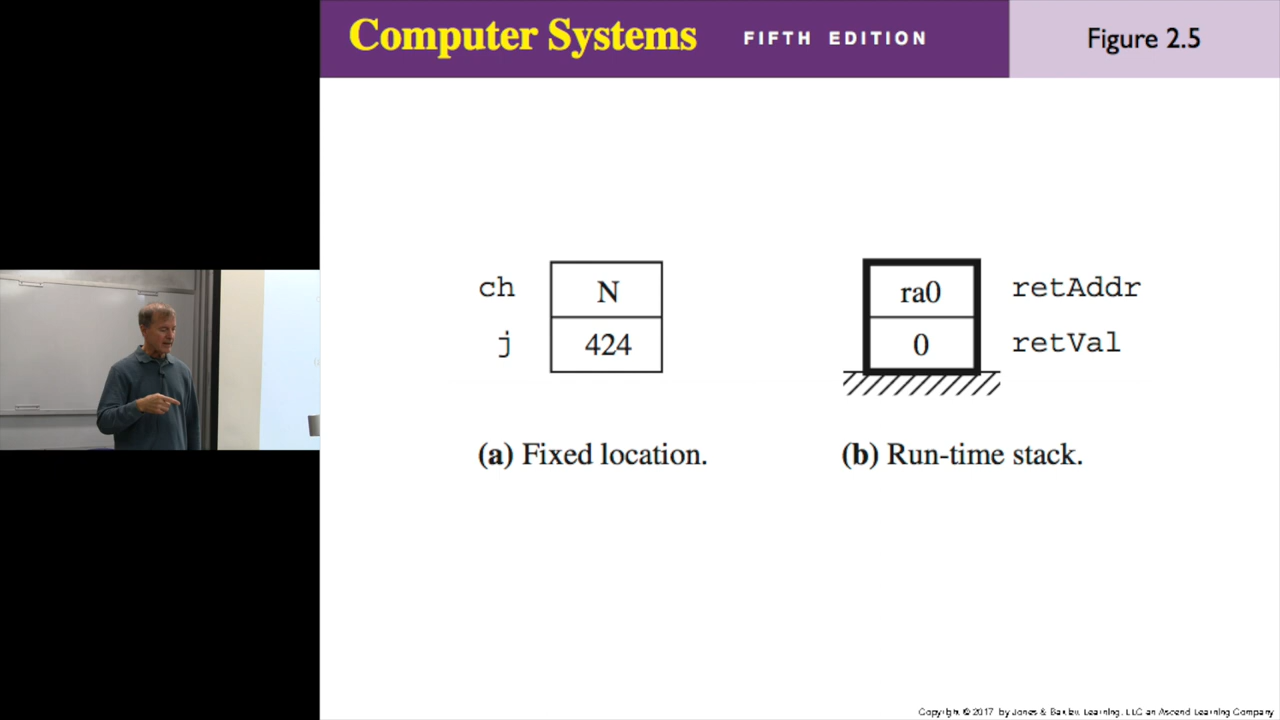 Computer Systems FIFTH EDITION Figure 2.5
ch N ra0 retAddr
j 424 0 retVal
(a) Fixed location. (b) Run-time stack.
Copyright © 2017 by Jones & Bartlett Learning, LLC an Ascend Learning Company